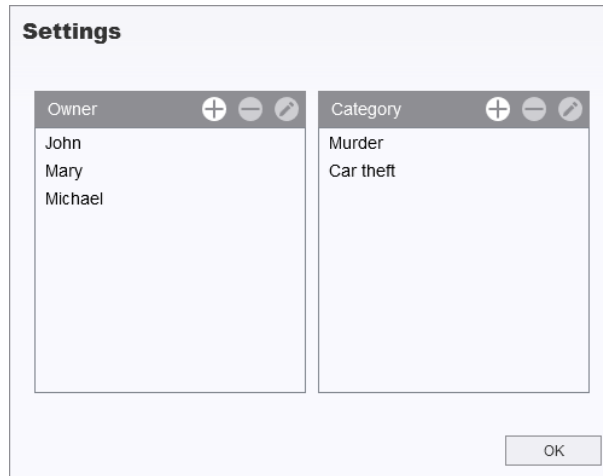 Settings
Owner
John
Mary
Michael
Category
Murder
Car theft
OK